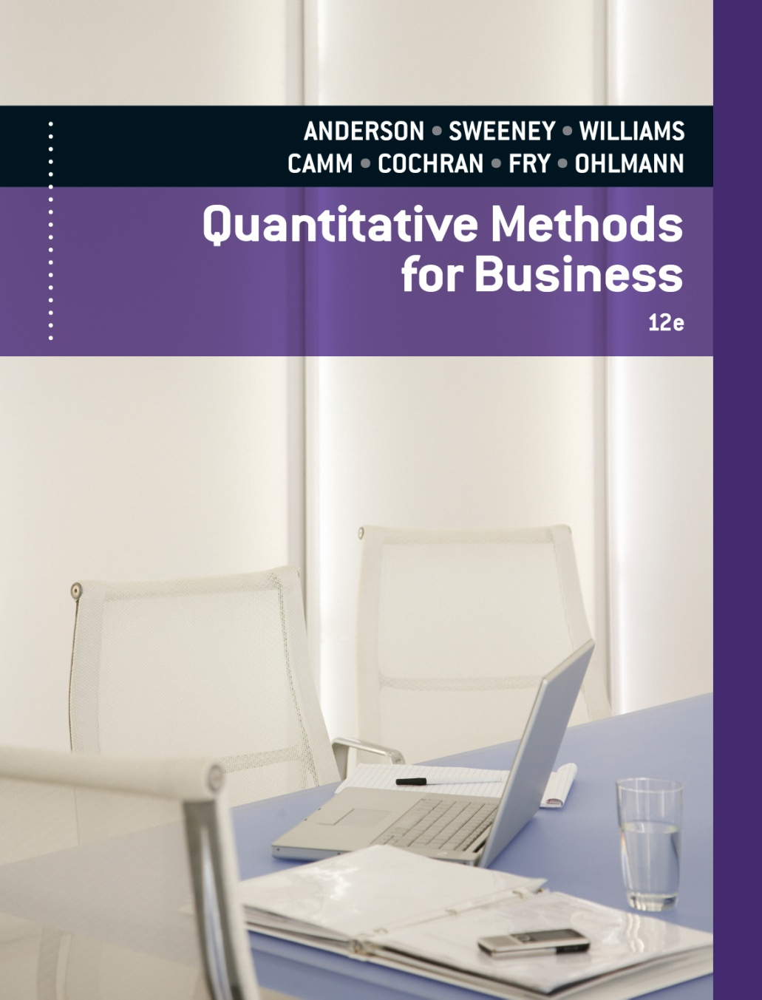 ANDERSON • SWEENEY • WILLIAMS
CAMM • COCHRAN • FRY • OHLMANN
Quantitative Methods
for Business
12e